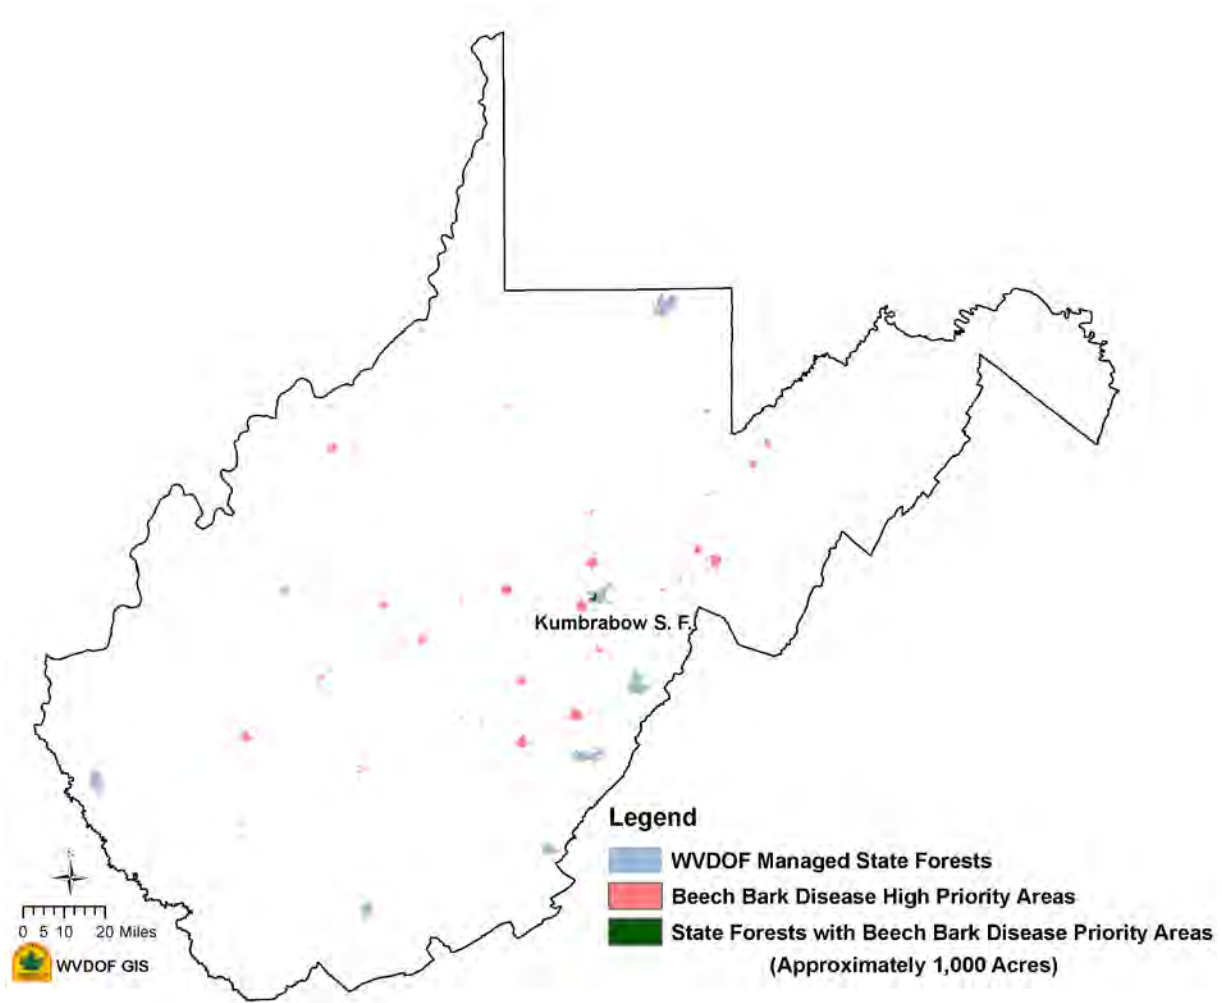 Kumbrabow S. F.
Legend
WVDOF Managed State Forests
Beech Bark Disease High Priority Areas
State Forests with Beech Bark Disease Priority Areas
(Approximately 1,000 Acres)
0 5 10 20 Miles
WVDOF GIS